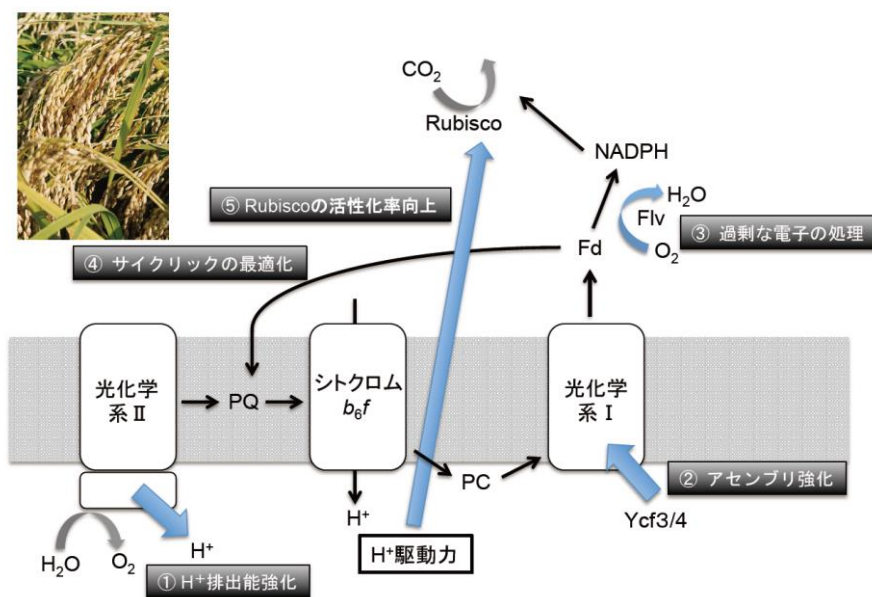 CO₂
Rubisco
NADPH
⑤ Rubiscoの活性化率向上
H₂O
Flv
O₂
③ 過剰な電子の処理
Fd
④ サイクリックの最適化
光化学
系Ⅱ
PQ
シトクロム
b₆f
光化学
系Ⅰ
PC
② アセンブリ強化
Ycf3/4
H⁺
H⁺駆動力
H₂O
O₂
H⁺
① H⁺排出能強化